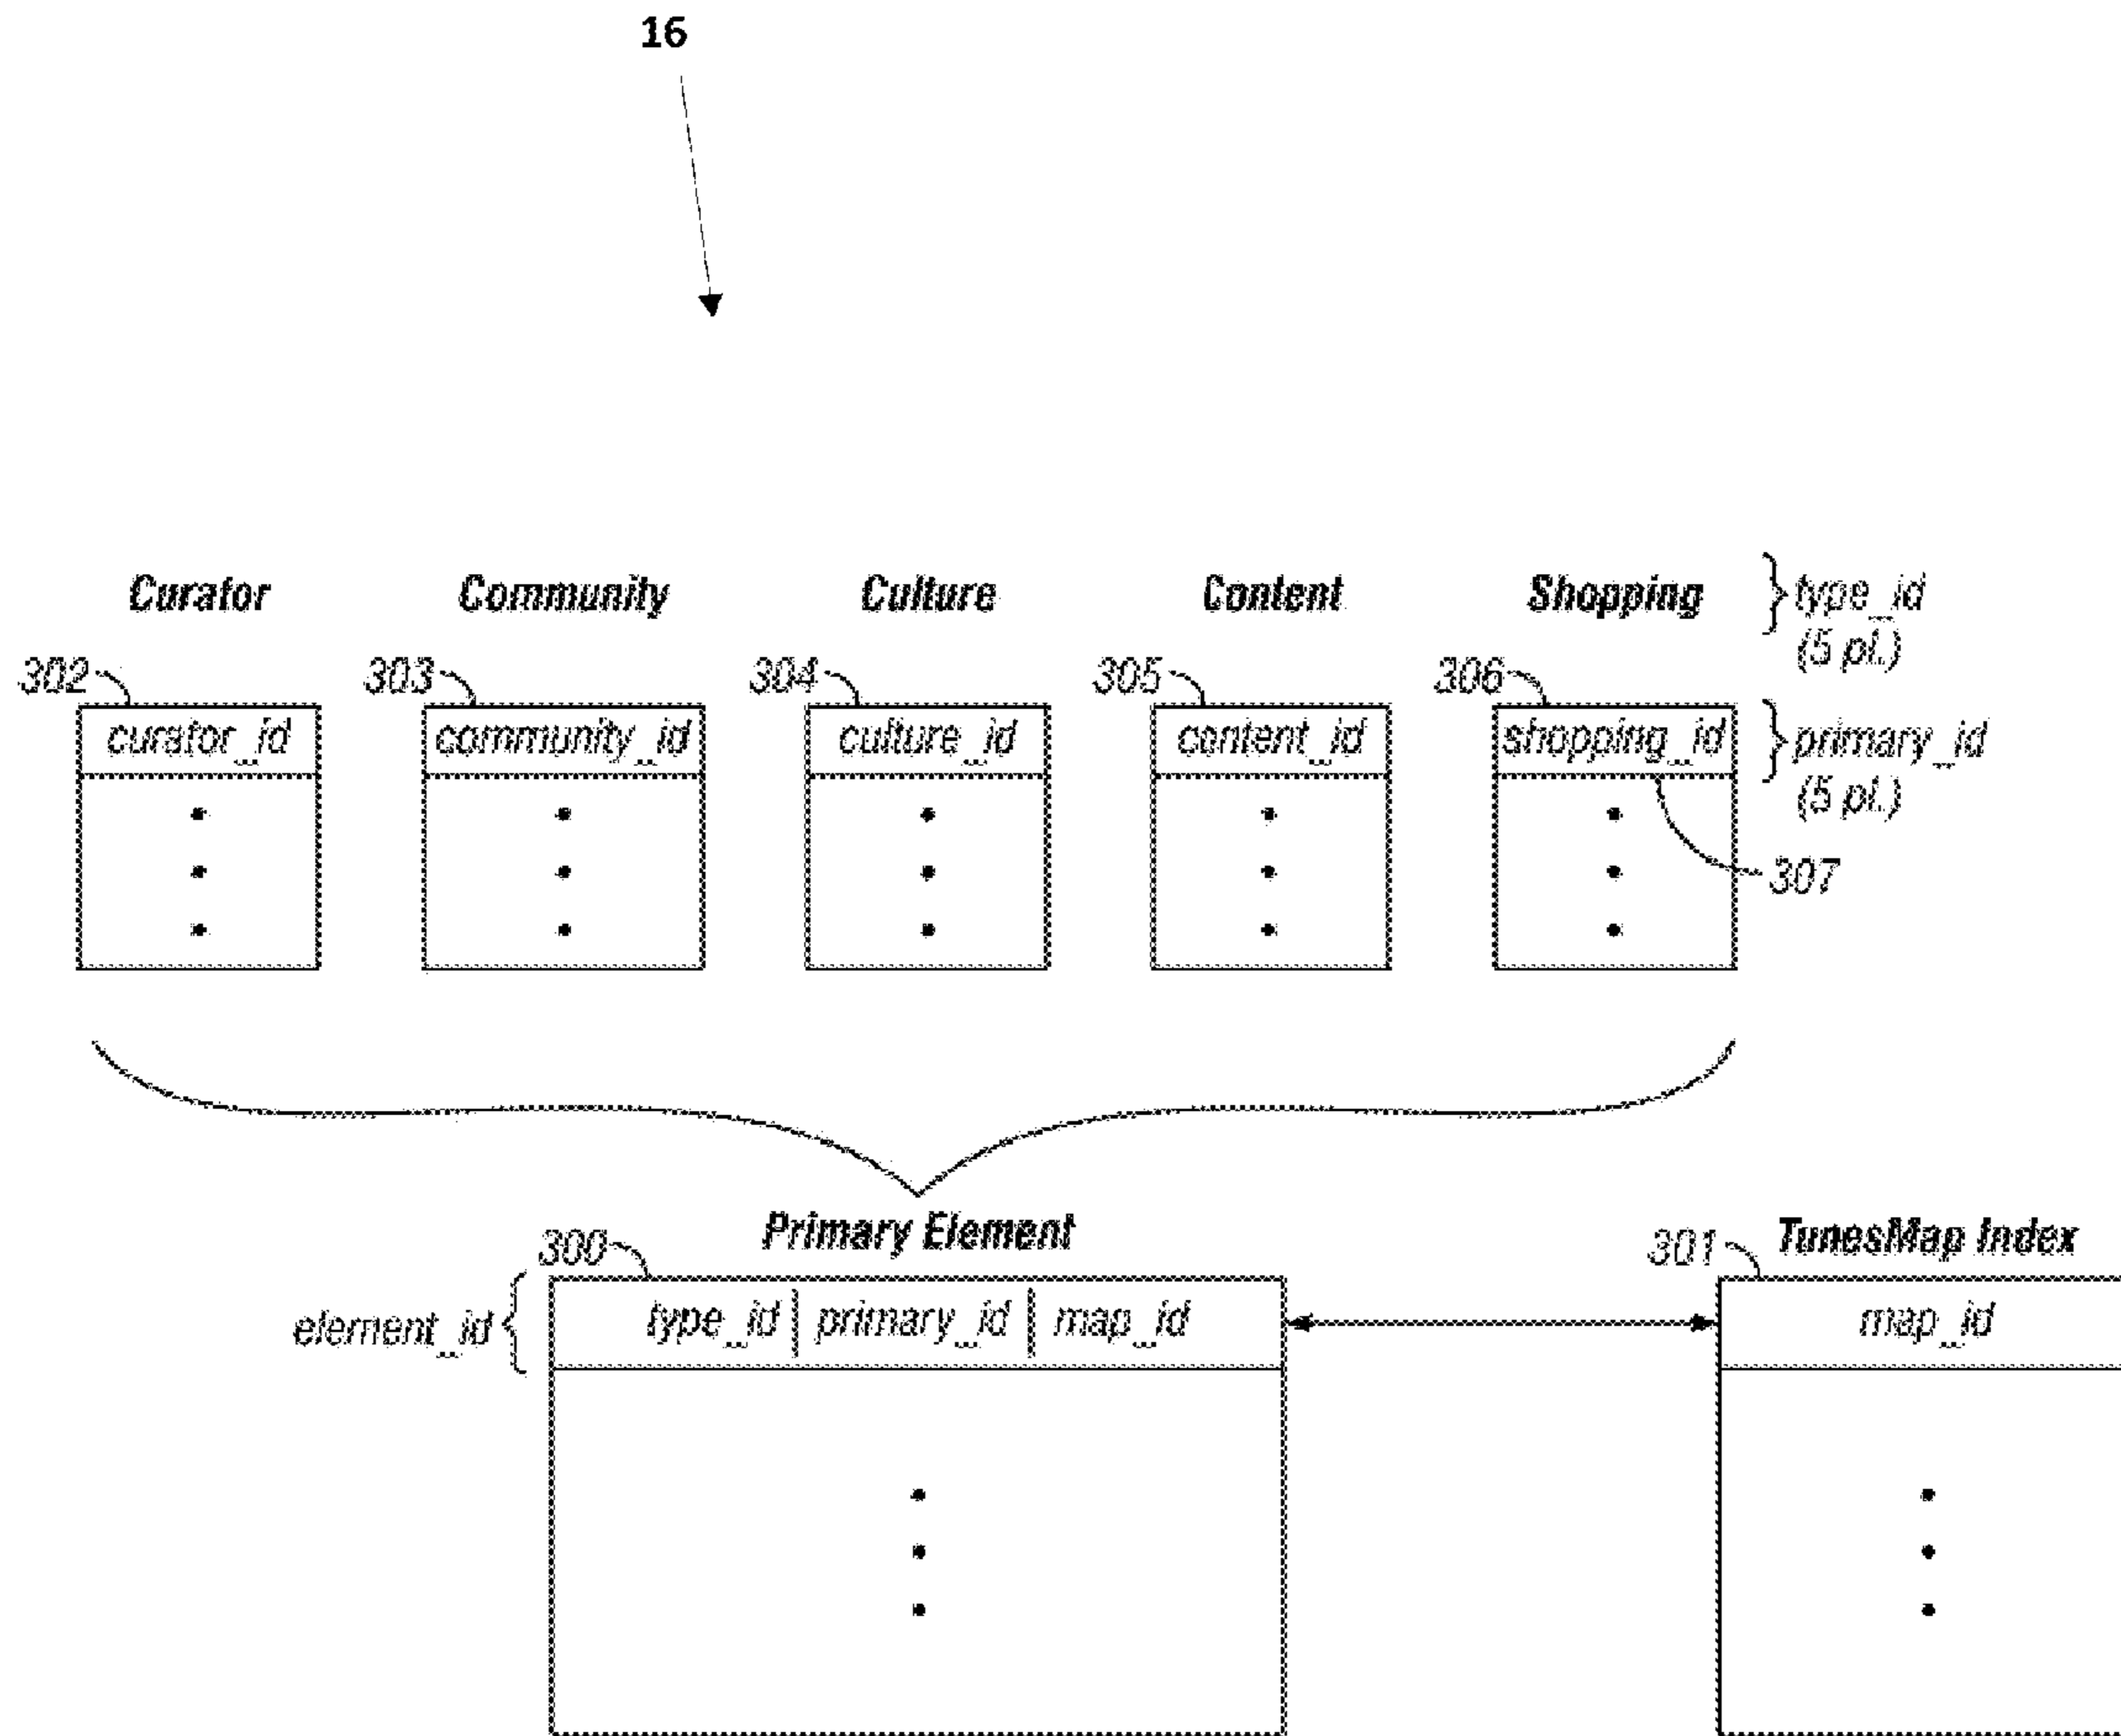 16
Curator Community Culture Content Shopping } type_id
(5 pl.)
302 303 304 305 306
curator_id community_id culture_id content_id shopping_id } primary_id
(5 pl.)
307
Primary Element TunesMap Index
300 301
element_id { type_id | primary_id | map_id map_id